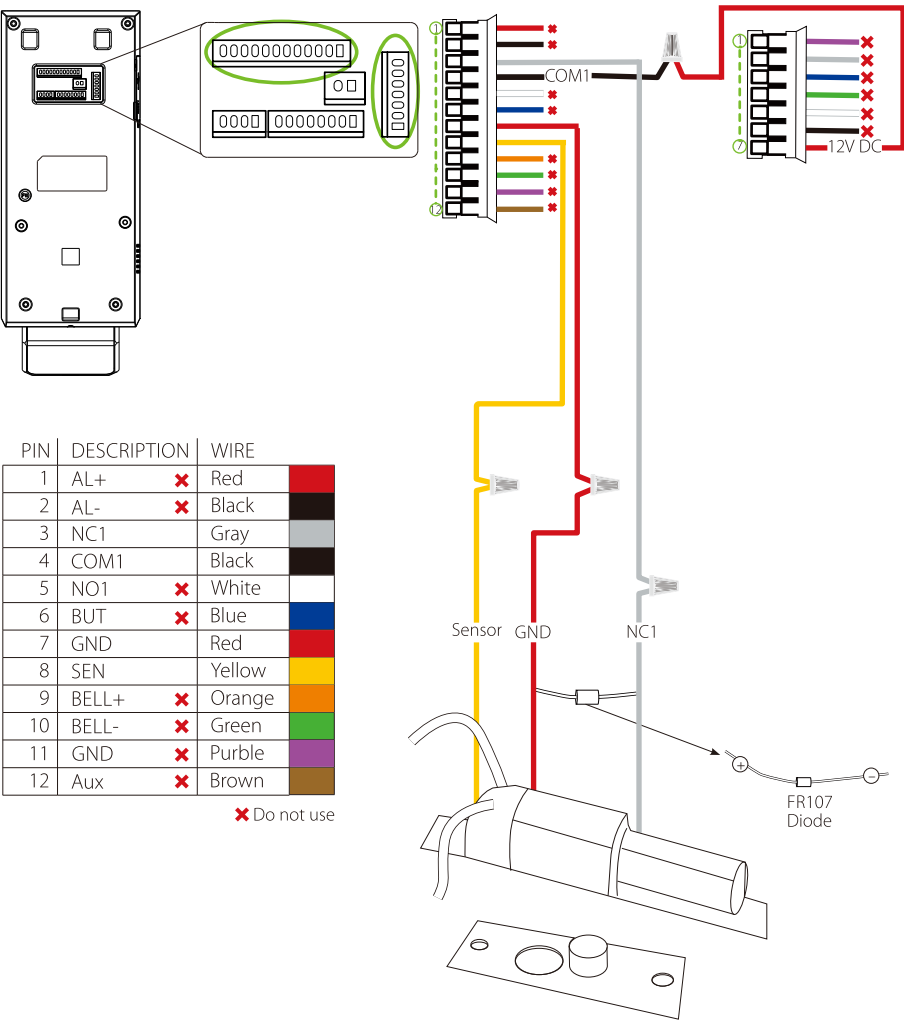 1
12
COM1
1
7
12V DC
PIN DESCRIPTION WIRE
1 AL+ Red
2 AL- Black
3 NC1 Gray
4 COM1 Black
5 NO1 White
6 BUT Blue
7 GND Red
8 SEN Yellow
9 BELL+ Orange
10 BELL- Green
11 GND Purble
12 Aux Brown
Do not use
Sensor GND NC1
+
−
FR107
Diode